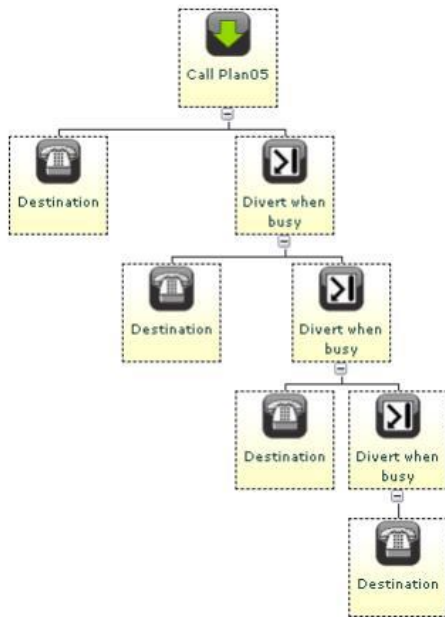 Call Plan05
Destination
Divert when
busy
Destination
Divert when
busy
Destination
Divert when
busy
Destination